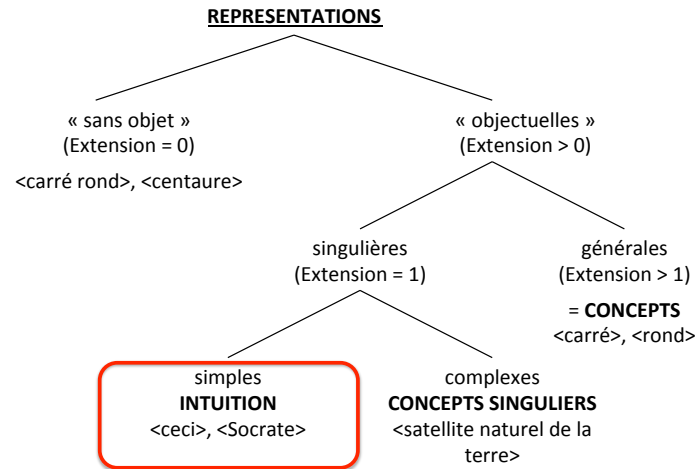 REPRESENTATIONS
« sans objet »
(Extension = 0)
<carré rond>, <centaure>
« objectuelles »
(Extension > 0)
singulières
(Extension = 1)
générales
(Extension > 1)
= CONCEPTS
<carré>, <rond>
simples
INTUITION
<ceci>, <Socrate>
complexes
CONCEPTS SINGULIERS
<satellite naturel de la
terre>